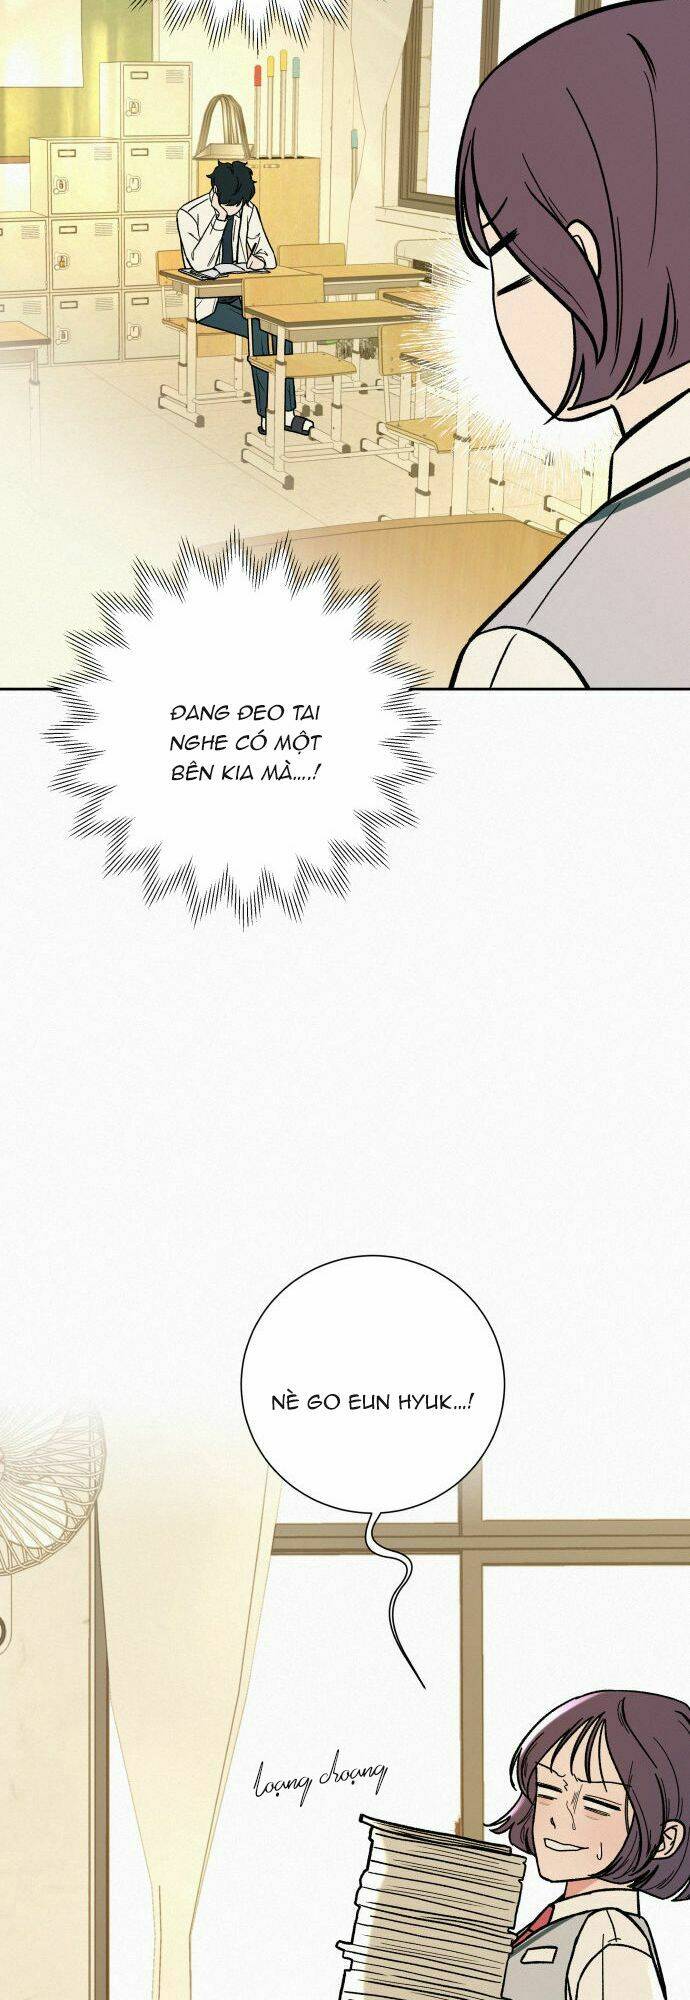 ĐANG ĐEO TAI
NGHE CÓ MỘT
BÊN KIA MÀ....!
NÈ GO EUN HYUK...!
loạng choạng